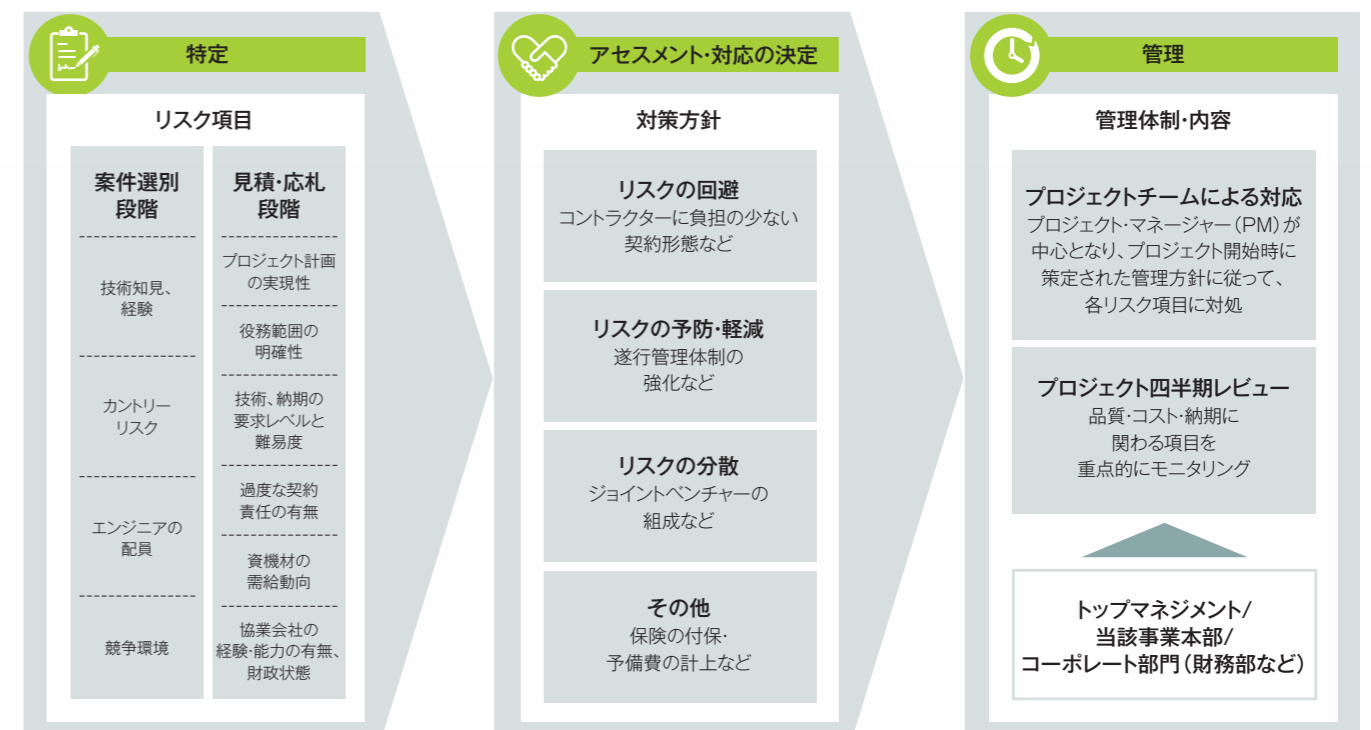 特定
リスク項目
案件選別
段階
技術知見、
経験
カントリー
リスク
エンジニアの
配員
競争環境
見積・応札
段階
プロジェクト計画
の実現性
役務範囲の
明確性
技術、納期の
要求レベルと
難易度
過度な契約
責任の有無
資機材の
需給動向
協業会社の
経験・能力の有無、
財政状態
アセスメント・対応の決定
対策方針
リスクの回避
コントラクターに負担の少ない
契約形態など
リスクの予防・軽減
遂行管理体制の
強化など
リスクの分散
ジョイントベンチャーの
組成など
その他
保険の付保・
予備費の計上など
管理
管理体制・内容
プロジェクトチームによる対応
プロジェクト・マネージャー(PM)が
中心となり、プロジェクト開始時に
策定された管理方針に従って、
各リスク項目に対処
プロジェクト四半期レビュー
品質・コスト・納期に
関わる項目を
重点的にモニタリング
トップマネジメント/
当該事業本部/
コーポレート部門(財務部など)